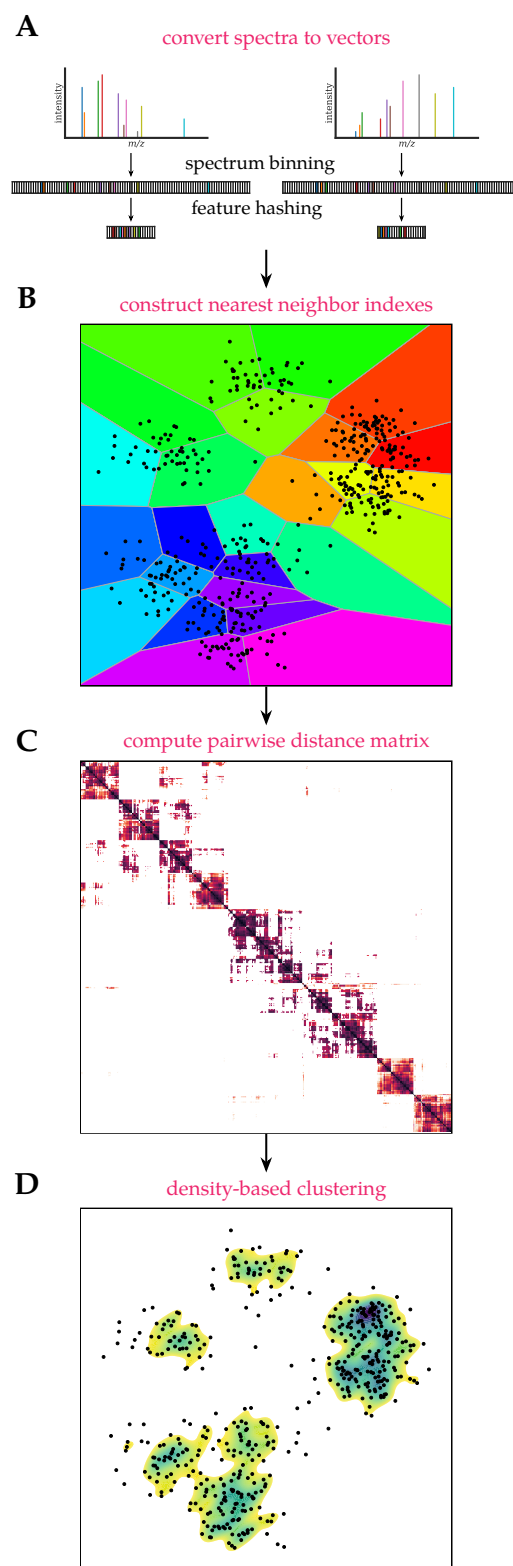 A
convert spectra to vectors
intensity
m/z
intensity
m/z
spectrum binning
feature hashing
B
construct nearest neighbor indexes
C
compute pairwise distance matrix
D
density-based clustering